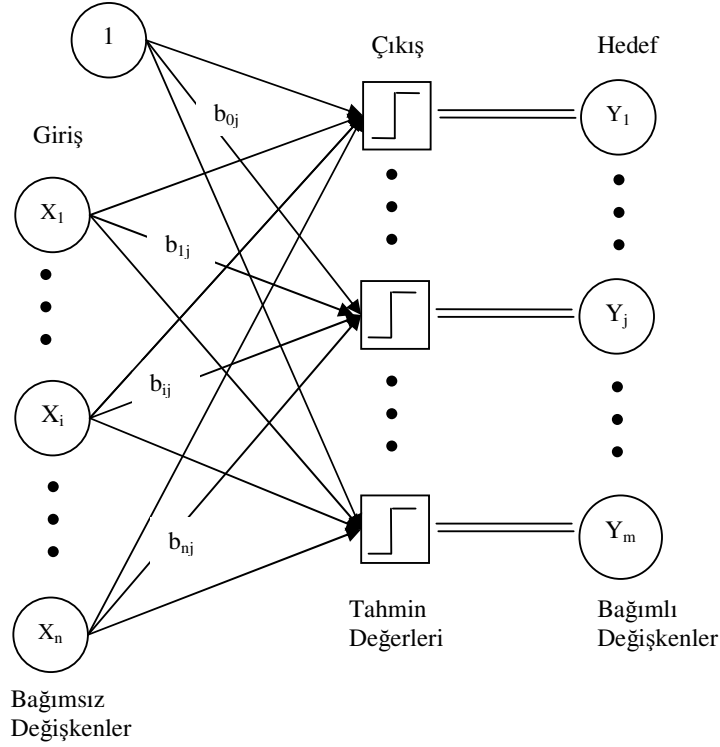 1
Çıkış
Hedef
b0j
Y1
Giriş
X1
b1j
Yj
bij
Xi
bnj
Ym
Xn
Tahmin
Değerleri
Bağımlı
Değişkenler
Bağımsız
Değişkenler